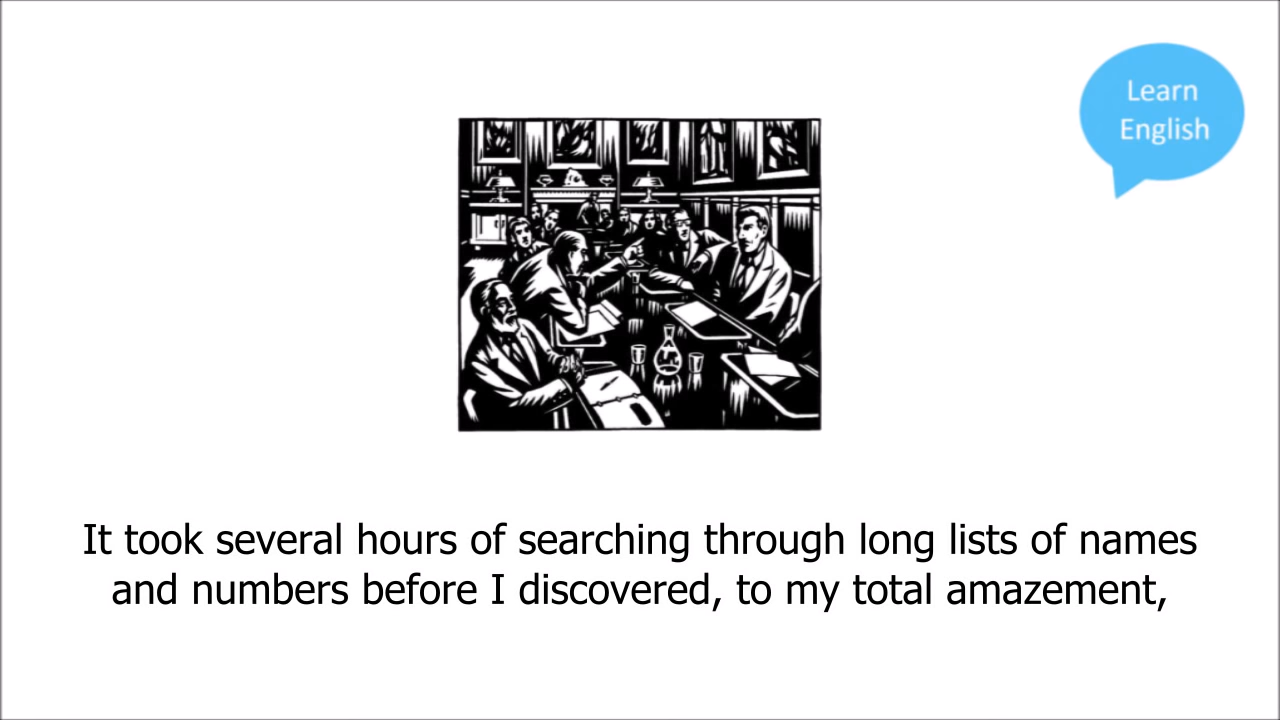 Learn
English
It took several hours of searching through long lists of names
and numbers before I discovered, to my total amazement,